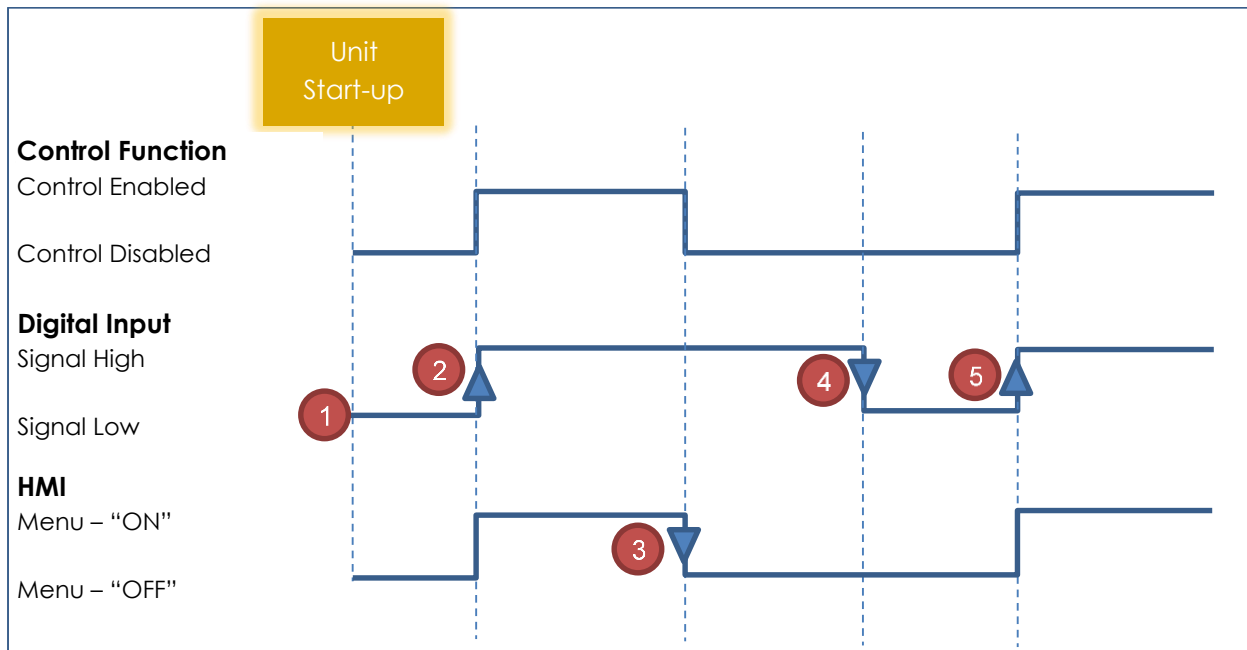 Unit
Start-up
Control Function
Control Enabled
Control Disabled
Digital Input
Signal High
2
4
5
1
Signal Low
HMI
Menu – “ON”
3
Menu – “OFF”